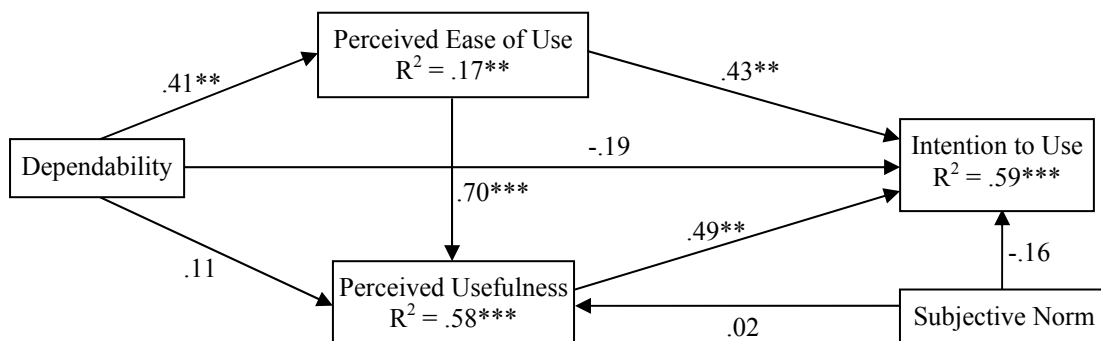 Perceived Ease of Use
R² = .17**
.41**
.43**
Dependability
-.19
Intention to Use
R² = .59***
.70***
.49**
.11
-.16
Perceived Usefulness
R² = .58***
.02
Subjective Norm